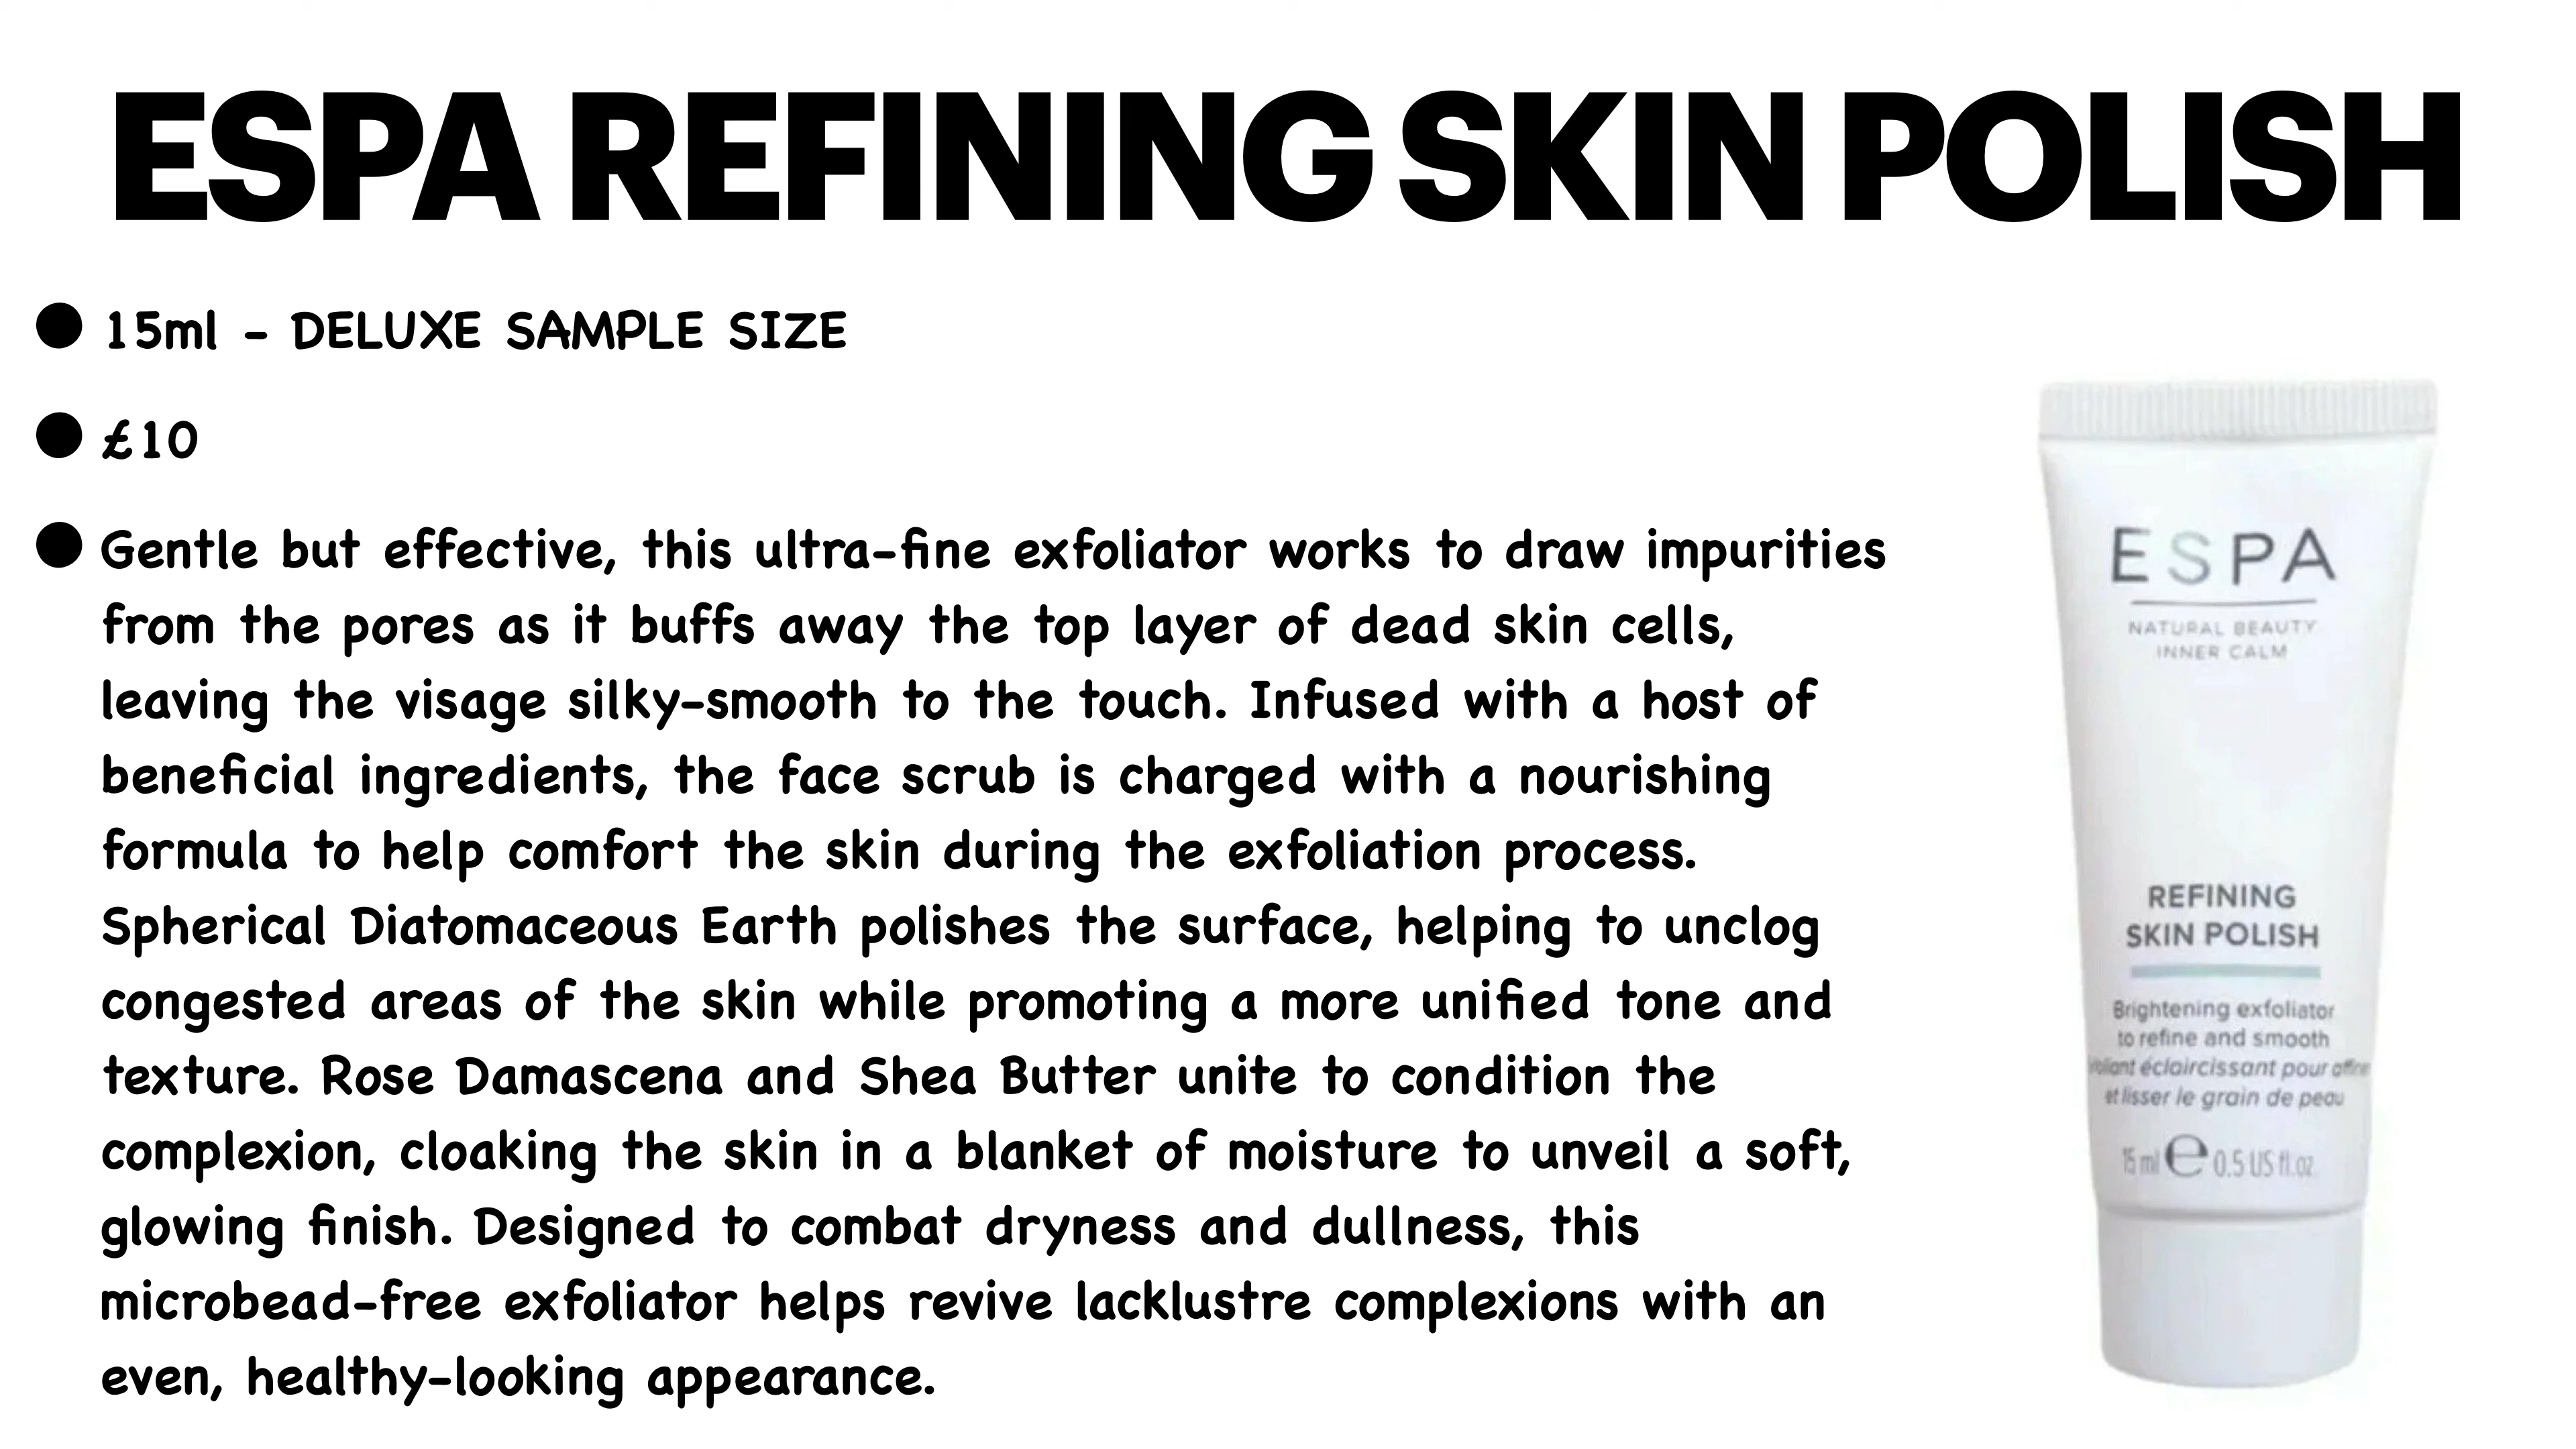 ESPA REFINING SKIN POLISH
● 15ml - DELUXE SAMPLE SIZE
● £10
● Gentle but effective, this ultra-fine exfoliator works to draw impurities
from the pores as it buffs away the top layer of dead skin cells,
leaving the visage silky-smooth to the touch. Infused with a host of
beneficial ingredients, the face scrub is charged with a nourishing
formula to help comfort the skin during the exfoliation process.
Spherical Diatomaceous Earth polishes the surface, helping to unclog
congested areas of the skin while promoting a more unified tone and
texture. Rose Damascena and Shea Butter unite to condition the
complexion, cloaking the skin in a blanket of moisture to unveil a soft,
glowing finish. Designed to combat dryness and dullness, this
microbead-free exfoliator helps revive lacklustre complexions with an
even, healthy-looking appearance.
ESPA
NATURAL BEAUTY
INNER CALM
REFINING
SKIN POLISH
Brightening exfoliator
to refine and smooth
éclaircissant pour
et lisser le grain de peau
15 ml e 0.5 US fl.oz.